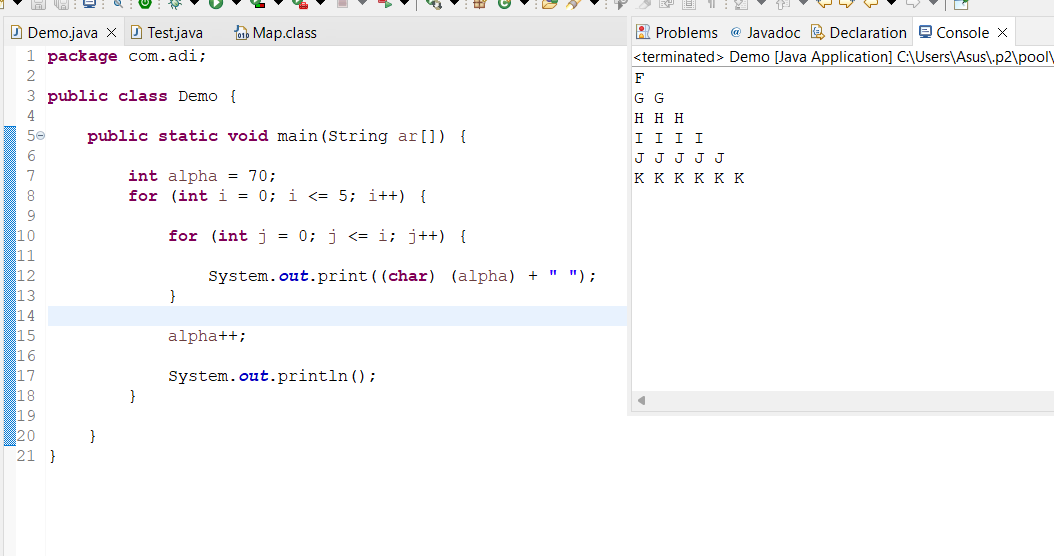 Demo.java
Test.java
Map.class
1 package com.adi;
2
3 public class Demo {
4
5 public static void main(String ar[]) {
6
7 int alpha = 70;
8 for (int i = 0; i <= 5; i++) {
9
10 for (int j = 0; j <= i; j++) {
11
12 System.out.print((char) (alpha) + " ");
13 }
14
15 alpha++;
16
17 System.out.println();
18 }
19
20 }
21 }
Problems @ Javadoc Declaration Console
<terminated> Demo [Java Application] C:\Users\Asus\.p2\pool\
F
G G
H H H
I I I I
J J J J J
K K K K K K